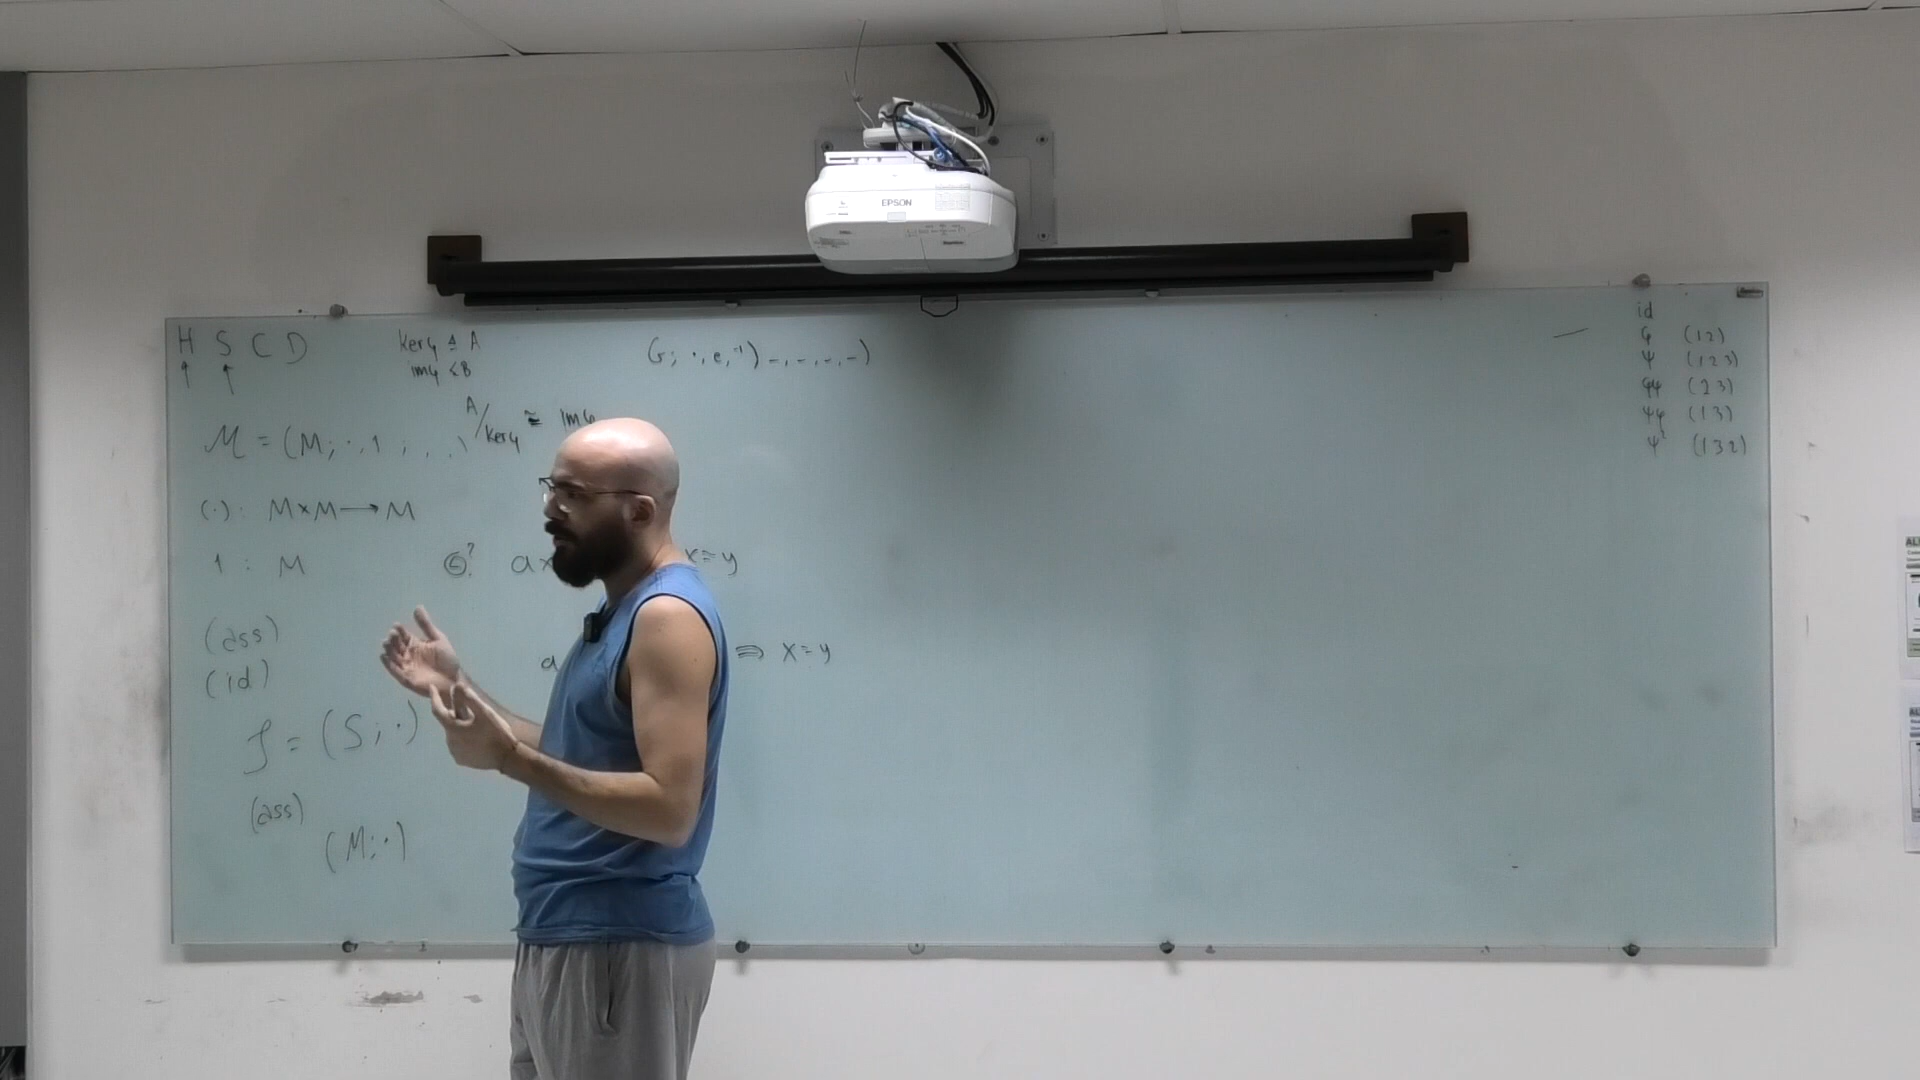 EPSON
H S C D
ker φ ⊴ A
im φ ≤ B
A/ker φ ≅ im φ
G; ·, e, ⁻¹) -, -, -, -)
ℳ = (M; ·, 1 ; . . )
(·) : M×M → M
1 : M
©? ax
x = y
(ass)
(id)
a
⇒ x = y
𝒮 = (S; ·)
(ass)
(M; ·)
id
φ (12)
ψ (123)
φψ (23)
ψφ (13)
ψ² (132)